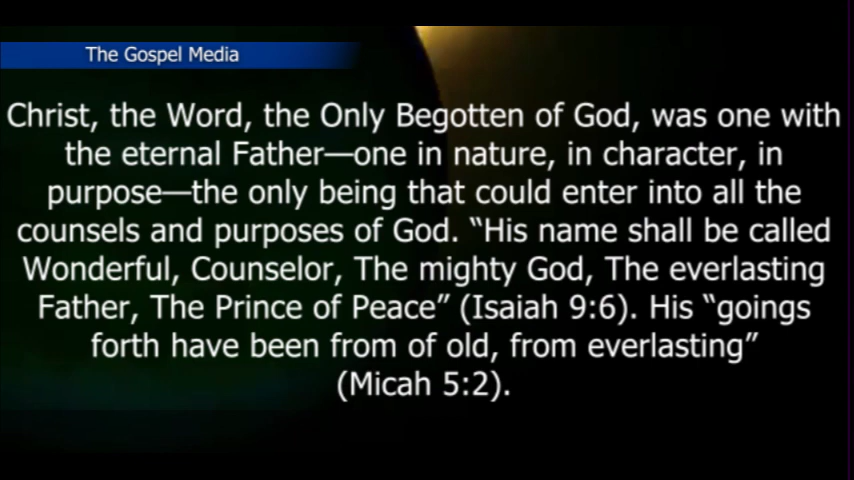 The Gospel Media
Christ, the Word, the Only Begotten of God, was one with
the eternal Father—one in nature, in character, in
purpose—the only being that could enter into all the
counsels and purposes of God. “His name shall be called
Wonderful, Counselor, The mighty God, The everlasting
Father, The Prince of Peace” (Isaiah 9:6). His “goings
forth have been from of old, from everlasting”
(Micah 5:2).